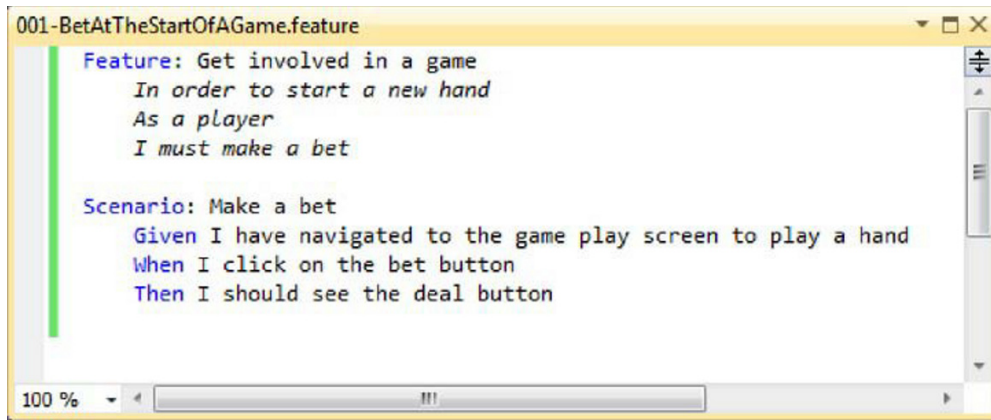 001-BetAtTheStartOfAGame.feature
Feature: Get involved in a game
In order to start a new hand
As a player
I must make a bet
Scenario: Make a bet
Given I have navigated to the game play screen to play a hand
When I click on the bet button
Then I should see the deal button
100 %